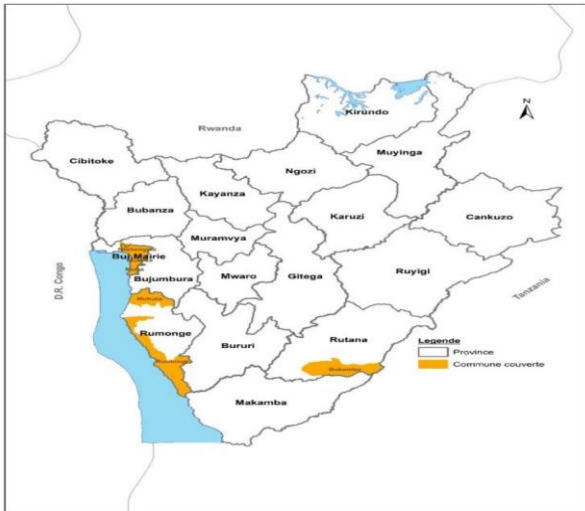 Kirundo
N
Rwanda
Muyinga
Cibitoke
Ngozi
Kayanza
Bubanza
Karuzi
Cankuzo
Muramvya
Buj Mairie
Bujumbura
Mwaro
Gitega
Ruyigi
D.R. Congo
Tanzania
Rumonge
Bururi
Rutana
Legende
Province
Commune couverte
Makamba